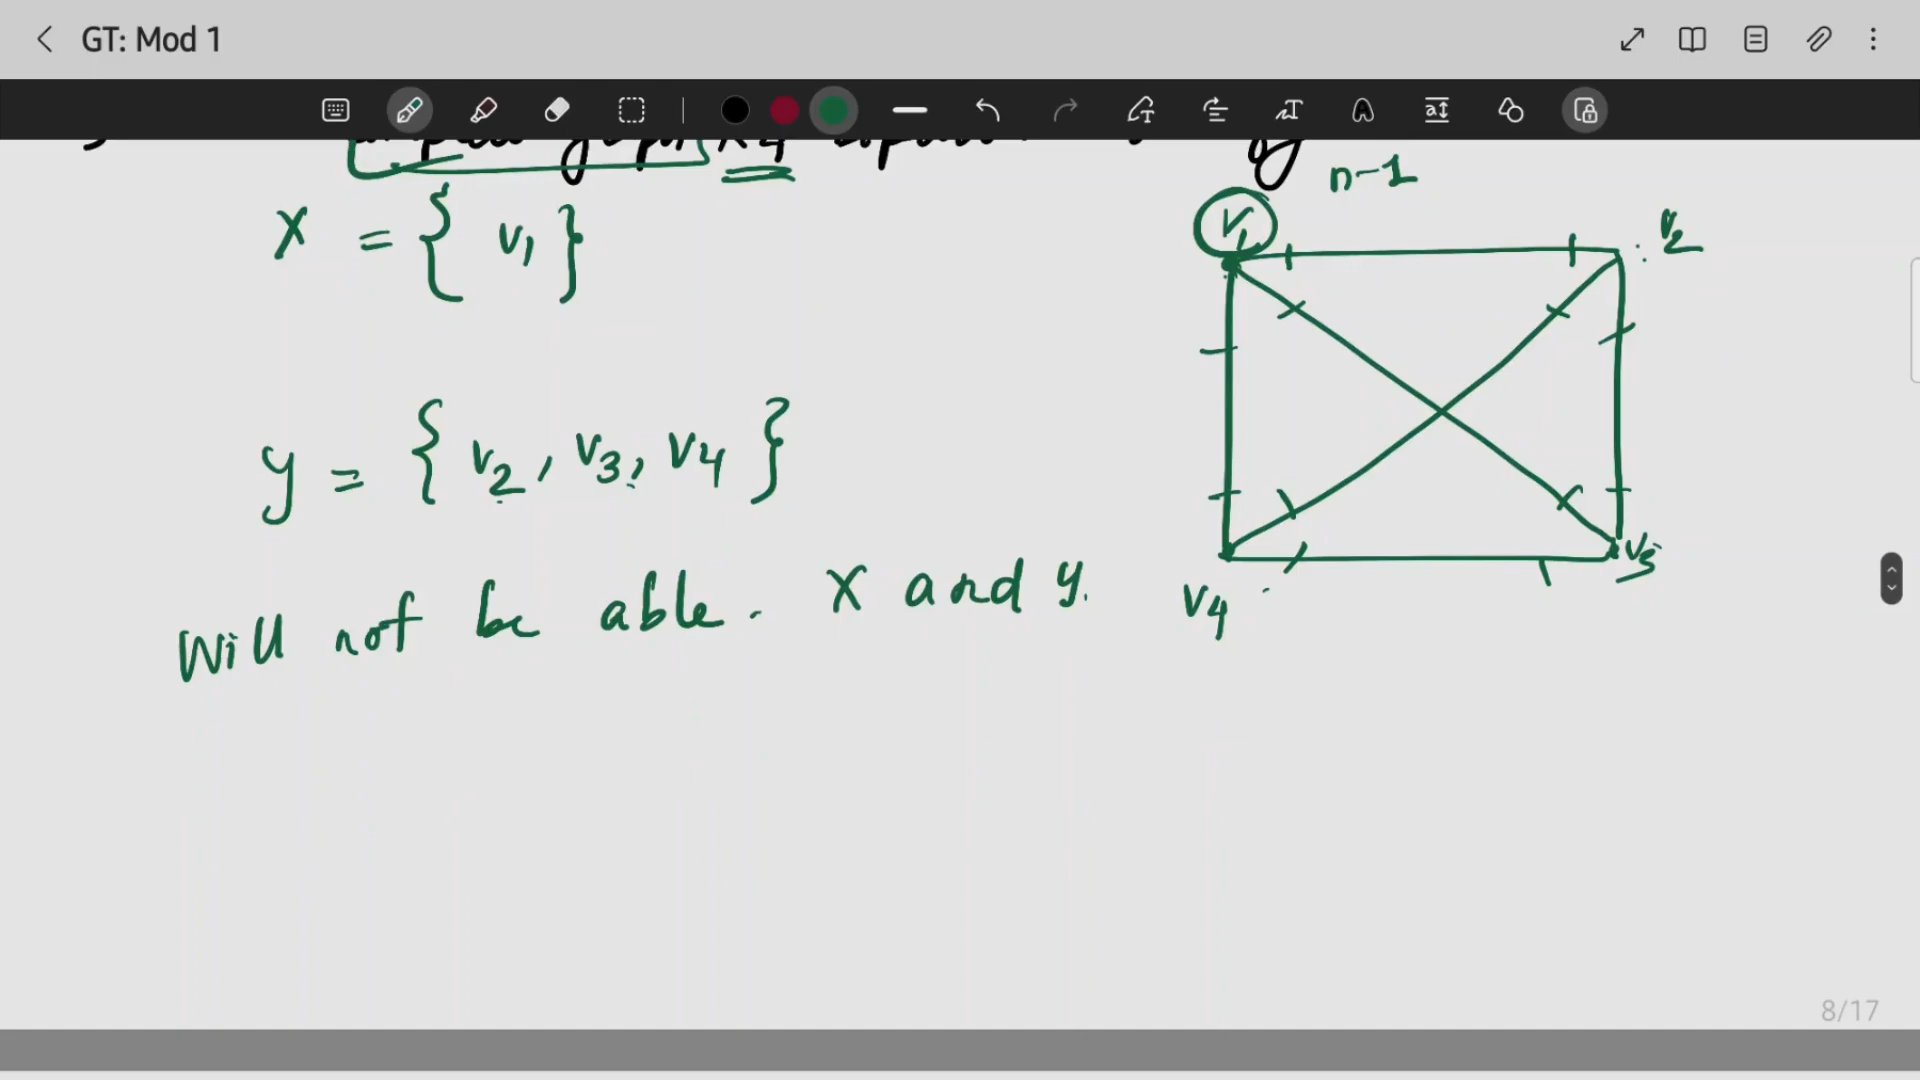 GT: Mod 1
K4
n-1
X = { v1 }
V1
V2
y = { v2, v3, v4 }
V3
Will not be able. X and y.
V4
8/17